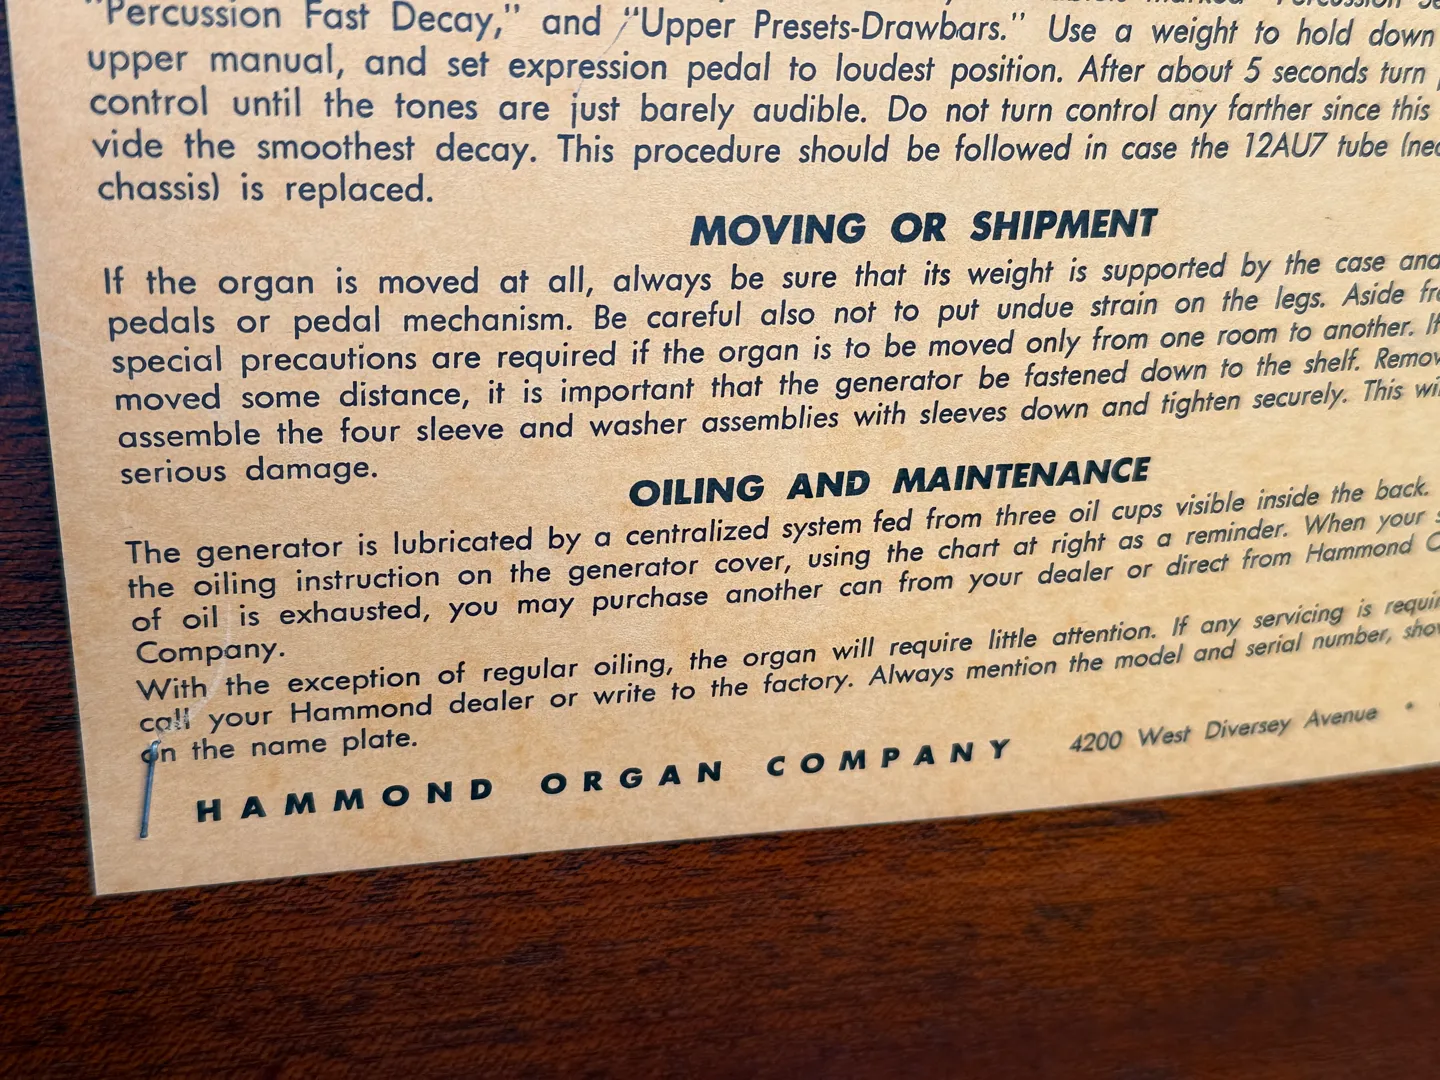 "Percussion Fast Decay," and "Upper Presets-Drawbars." Use a weight to hold down
upper manual, and set expression pedal to loudest position. After about 5 seconds turn
control until the tones are just barely audible. Do not turn control any farther since this
vide the smoothest decay. This procedure should be followed in case the 12AU7 tube
chassis) is replaced.
MOVING OR SHIPMENT
If the organ is moved at all, always be sure that its weight is supported by the case and
pedals or pedal mechanism. Be careful also not to put undue strain on the legs. Aside
special precautions are required if the organ is to be moved only from one room to another.
moved some distance, it is important that the generator be fastened down to the shelf.
assemble the four sleeve and washer assemblies with sleeves down and tighten securely. This
serious damage.
OILING AND MAINTENANCE
The generator is lubricated by a centralized system fed from three oil cups visible inside the back.
the oiling instruction on the generator cover, using the chart at right as a reminder. When your
of oil is exhausted, you may purchase another can from your dealer or direct from Hammond
Company.
With the exception of regular oiling, the organ will require little attention. If any servicing is
call your Hammond dealer or write to the factory. Always mention the model and serial number,
on the name plate.
HAMMOND ORGAN COMPANY 4200 West Diversey Avenue •